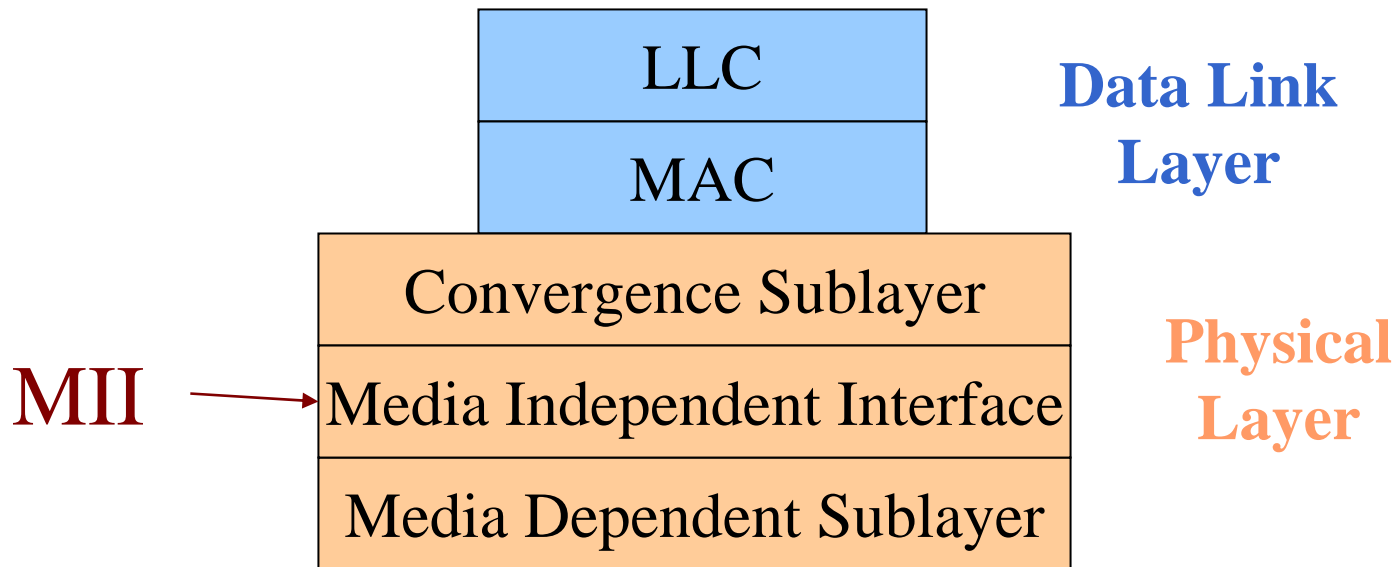 LLC
Data Link
Layer
MAC
Convergence Sublayer
Physical
Layer
MII
Media Independent Interface
Media Dependent Sublayer